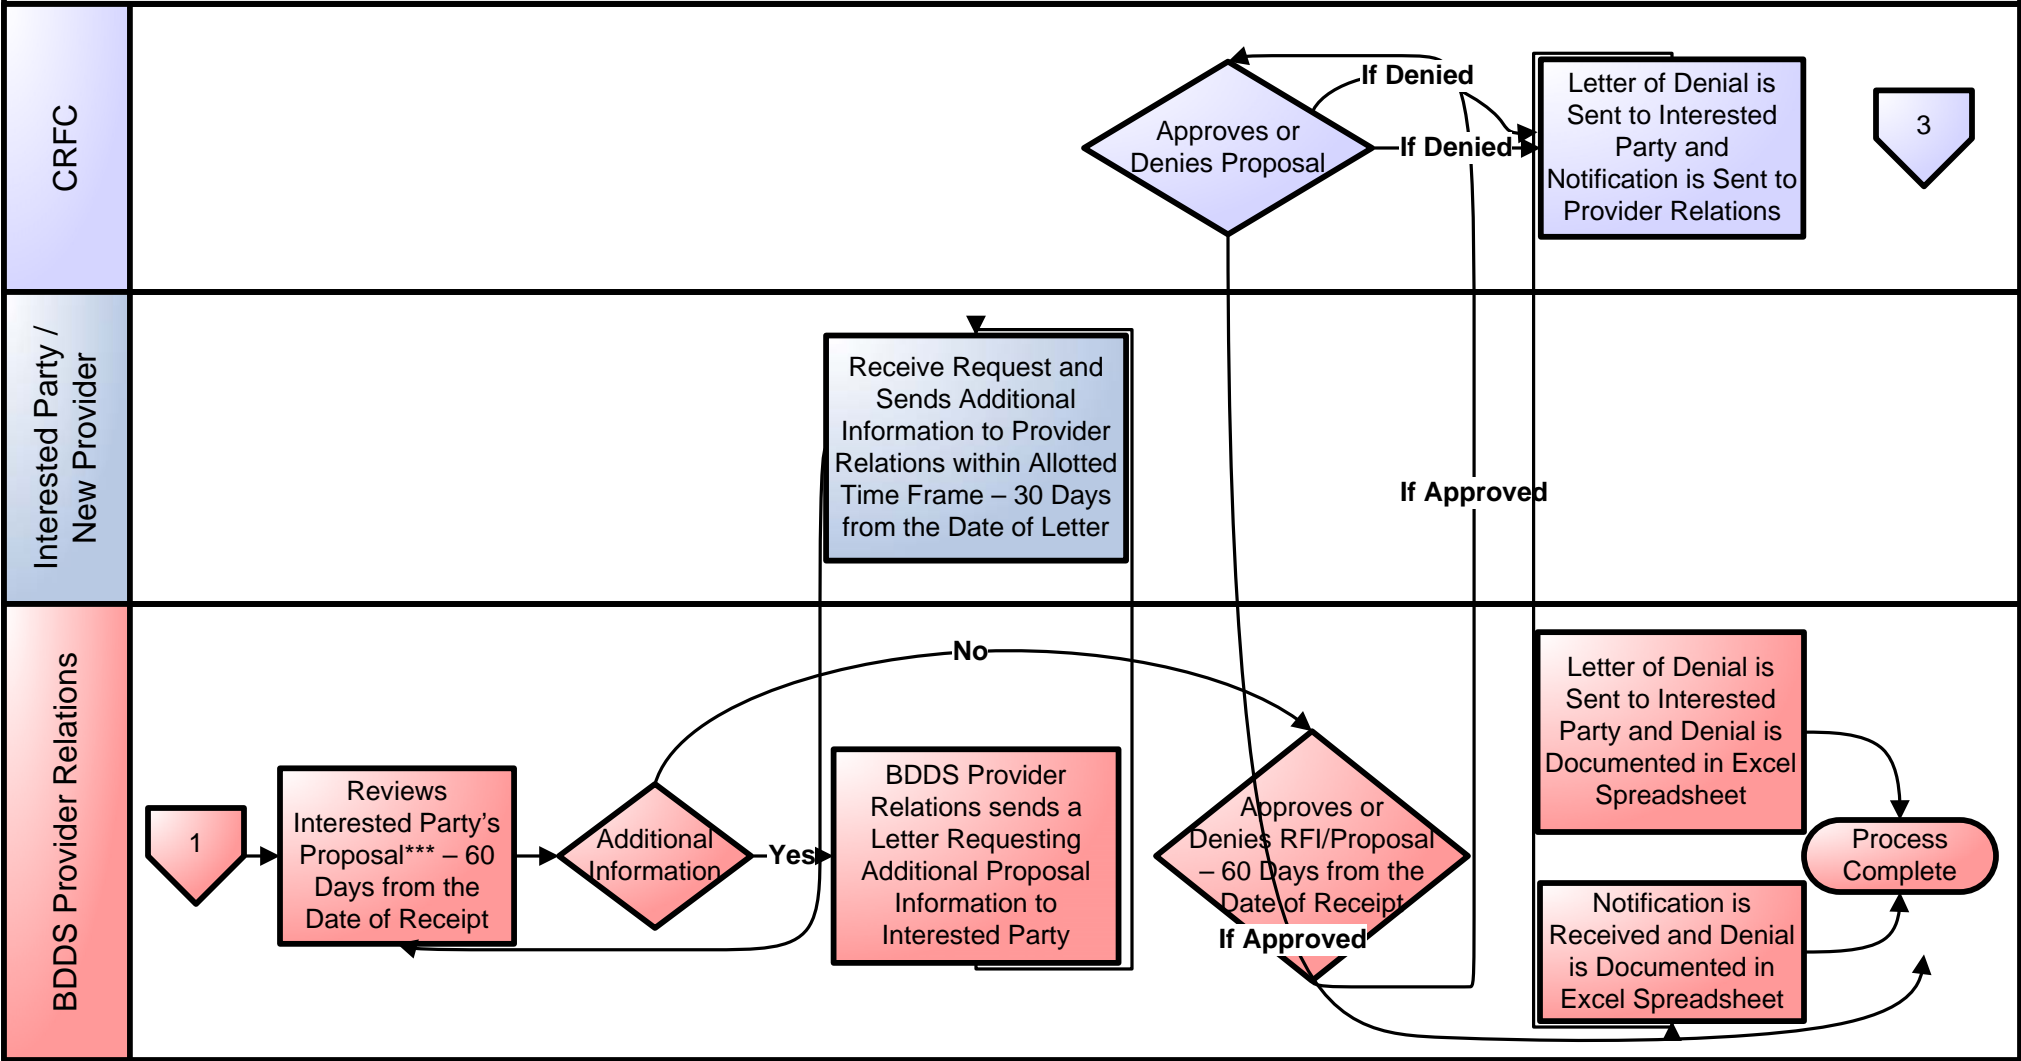 CRFC
Approves or
Denies Proposal
If Denied
If Denied
Letter of Denial is
Sent to Interested
Party and
Notification is Sent to
Provider Relations
3
Interested Party /
New Provider
Receive Request and
Sends Additional
Information to Provider
Relations within Allotted
Time Frame – 30 Days
from the Date of Letter
If Approved
BDDS Provider Relations
1
Reviews
Interested Party’s
Proposal*** – 60
Days from the
Date of Receipt
Additional
Information
No
Yes
BDDS Provider
Relations sends a
Letter Requesting
Additional Proposal
Information to
Interested Party
Approves or
Denies RFI/Proposal
– 60 Days from the
Date of Receipt
If Approved
Letter of Denial is
Sent to Interested
Party and Denial is
Documented in Excel
Spreadsheet
Process
Complete
Notification is
Received and Denial
is Documented in
Excel Spreadsheet